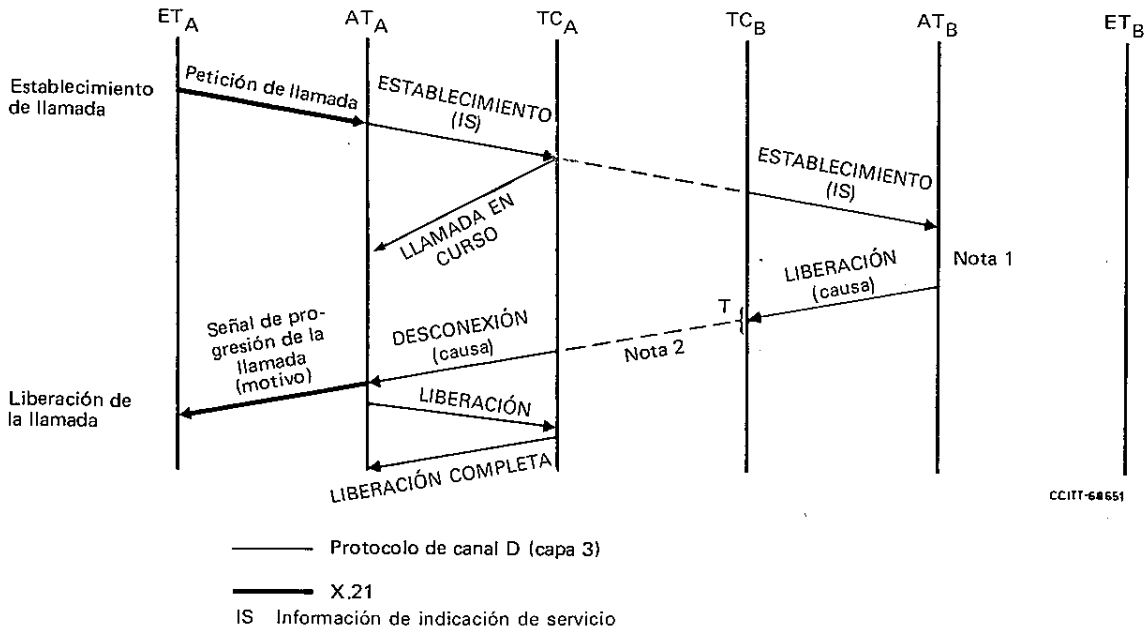 ET_A AT_A TC_A TC_B AT_B ET_B
Establecimiento
de llamada
Petición de llamada
ESTABLECIMIENTO
(IS)
ESTABLECIMIENTO
(IS)
LLAMADA EN
CURSO
Nota 1
LIBERACIÓN
(causa)
T
Nota 2
DESCONEXIÓN
(causa)
Señal de pro-
gresión de la
llamada
(motivo)
Liberación de
la llamada
LIBERACIÓN
LIBERACIÓN COMPLETA
CCITT-68651
Protocolo de canal D (capa 3)
X.21
IS Información de indicación de servicio